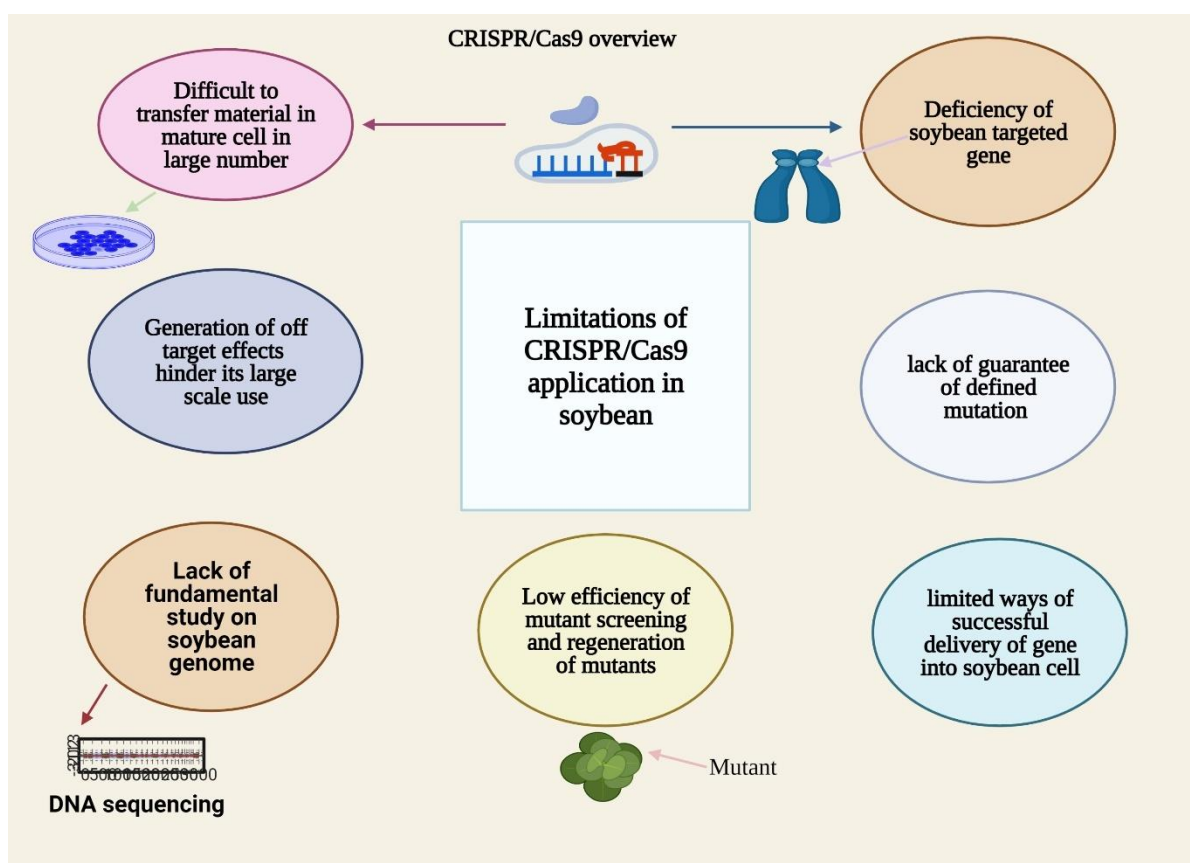 CRISPR/Cas9 overview
Difficult to
transfer material in
mature cell in
large number
Deficiency of
soybean targeted
gene
Generation of off
target effects
hinder its large
scale use
Limitations of
CRISPR/Cas9
application in
soybean
lack of guarantee
of defined
mutation
Lack of
fundamental
study on
soybean
genome
Low efficiency of
mutant screening
and regeneration
of mutants
limited ways of
successful
delivery of gene
into soybean cell
Mutant
DNA sequencing